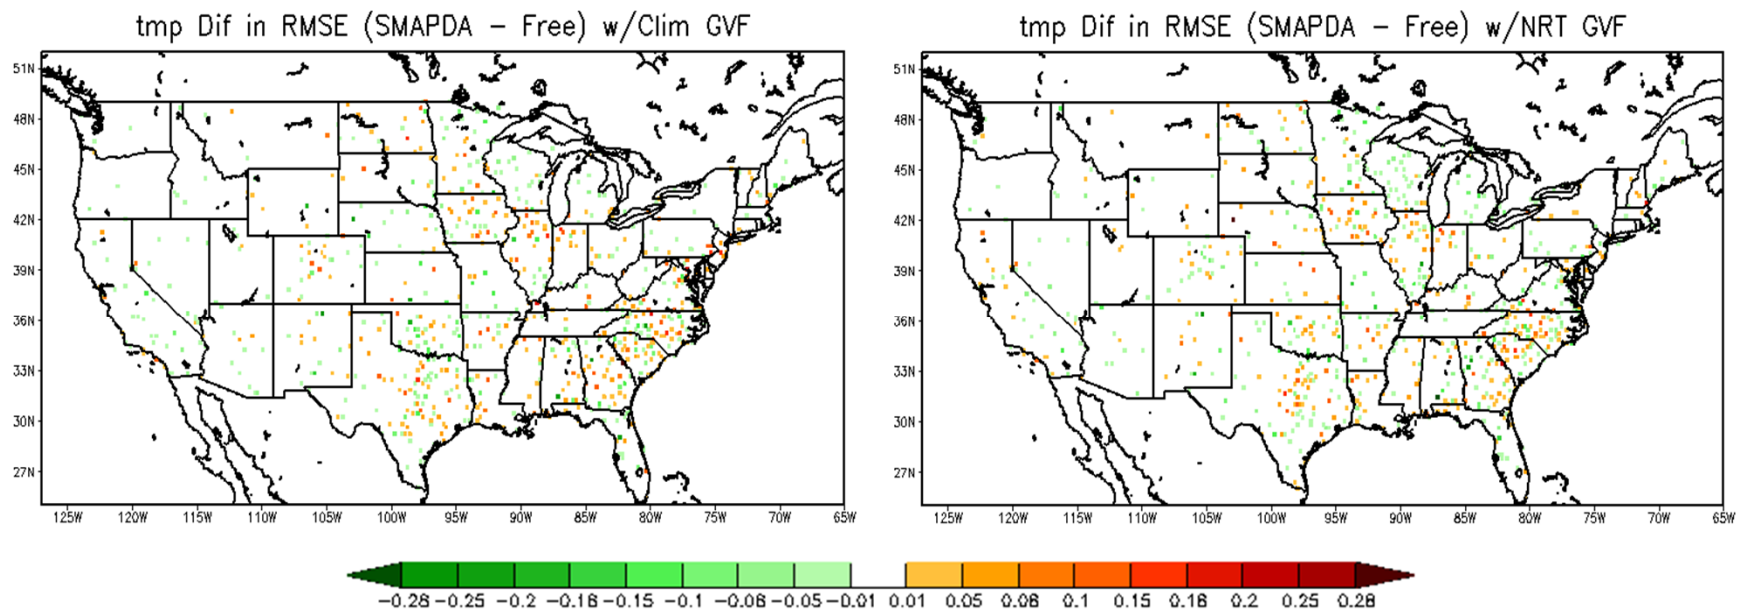 tmp Dif in RMSE (SMAPDA – Free) w/Clim GVF
tmp Dif in RMSE (SMAPDA – Free) w/NRT GVF
51N
48N
45N
42N
39N
36N
33N
30N
27N
125W 120W 115W 110W 105W 100W 95W 90W 85W 80W 75W 70W 65W
51N
48N
45N
42N
39N
36N
33N
30N
27N
125W 120W 115W 110W 105W 100W 95W 90W 85W 80W 75W 70W 65W
−0.28 −0.25 −0.2 −0.18 −0.15 −0.1 −0.08 −0.05 −0.01 0.01 0.05 0.08 0.1 0.15 0.18 0.2 0.25 0.28